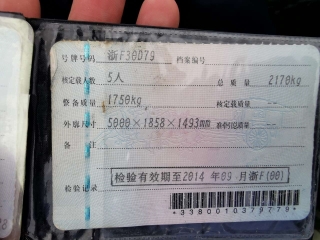 号牌号码 浙F30D79 档案编号
核定载人数 5人 总质量 2170kg
整备质量 1750kg 核定载质量 --
外廓尺寸 5000×1858×1493mm 准牵引总质量 --
备注
检验有效期至2014年09月浙F(00)
检验记录
*3380010379779*